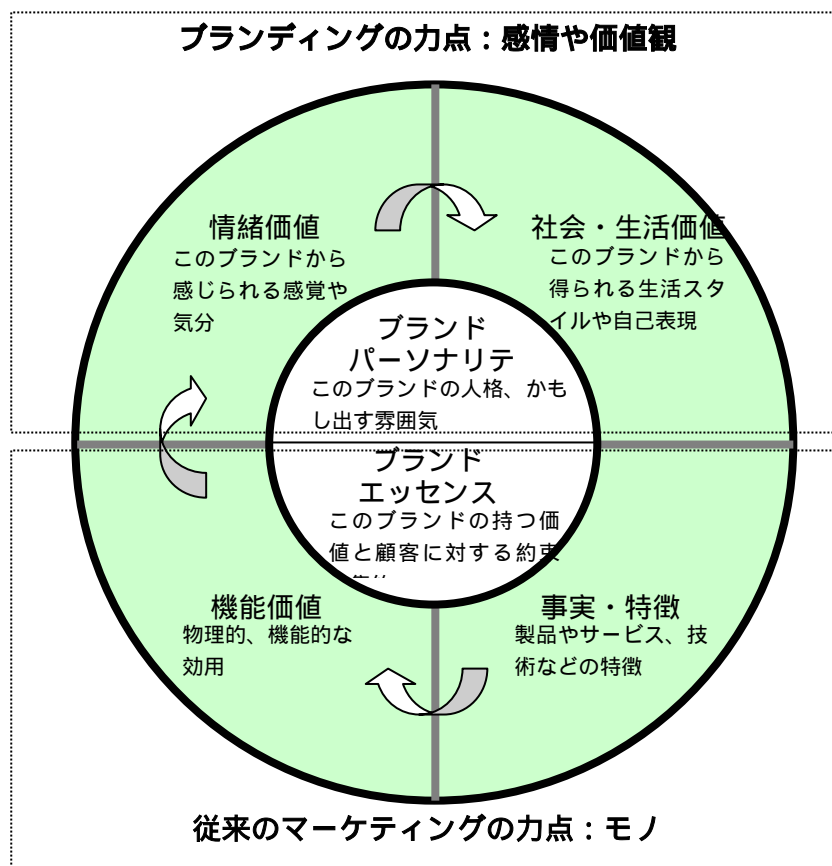 ブランディングの力点：感情や価値観
情緒価値
このブランドから
感じられる感覚や
気分
社会・生活価値
このブランドから
得られる生活スタ
イルや自己表現
ブランド
パーソナリテ
このブランドの人格、かも
し出す雰囲気
ブランド
エッセンス
このブランドの持つ価
値と顧客に対する約束
機能価値
物理的、機能的な
効用
事実・特徴
製品やサービス、技
術などの特徴
従来のマーケティングの力点：モノ